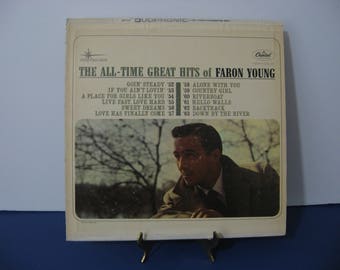 DUOPHONIC
THE ALL-TIME GREAT HITS of FARON YOUNG
Capitol
GOIN' STEADY '52
IF YOU AIN'T LOVIN' '53
A PLACE FOR GIRLS LIKE YOU '54
LIVE FAST, LOVE HARD '55
SWEET DREAMS '56
LOVE HAS FINALLY COME '57
'58 ALONE WITH YOU
'59 COUNTRY GIRL
'60 RIVERBOAT
'61 HELLO WALLS
'62 BACKTRACK
'63 DOWN BY THE RIVER